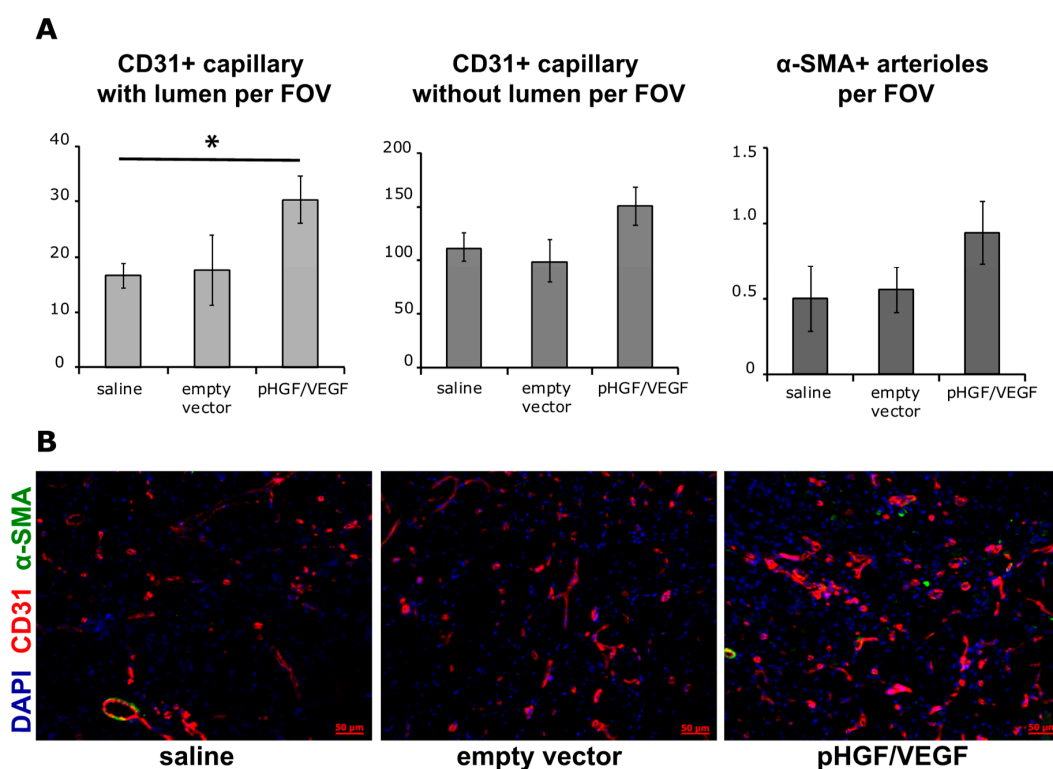 A
CD31+ capillary
with lumen per FOV
CD31+ capillary
without lumen per FOV
α-SMA+ arterioles
per FOV
40
30
20
10
0
*
saline
empty
vector
pHGF/VEGF
200
150
100
50
0
saline
empty
vector
pHGF/VEGF
1.5
1.0
0.5
0
saline
empty
vector
pHGF/VEGF
B
DAPI CD31 α-SMA
50 µm
50 µm
50 µm
saline
empty vector
pHGF/VEGF